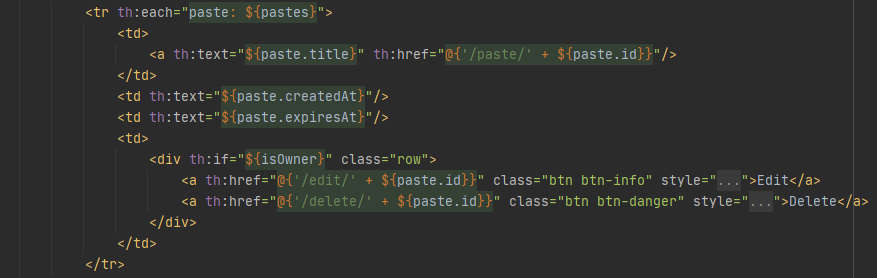 <tr th:each="paste: ${pastes}">
<td>
<a th:text="${paste.title}" th:href="@{'/paste/' + ${paste.id}}"/>
</td>
<td th:text="${paste.createdAt}"/>
<td th:text="${paste.expiresAt}"/>
<td>
<div th:if="${isOwner}" class="row">
<a th:href="@{'/edit/' + ${paste.id}}" class="btn btn-info" style="...">Edit</a>
<a th:href="@{'/delete/' + ${paste.id}}" class="btn btn-danger" style="...">Delete</a>
</div>
</td>
</tr>